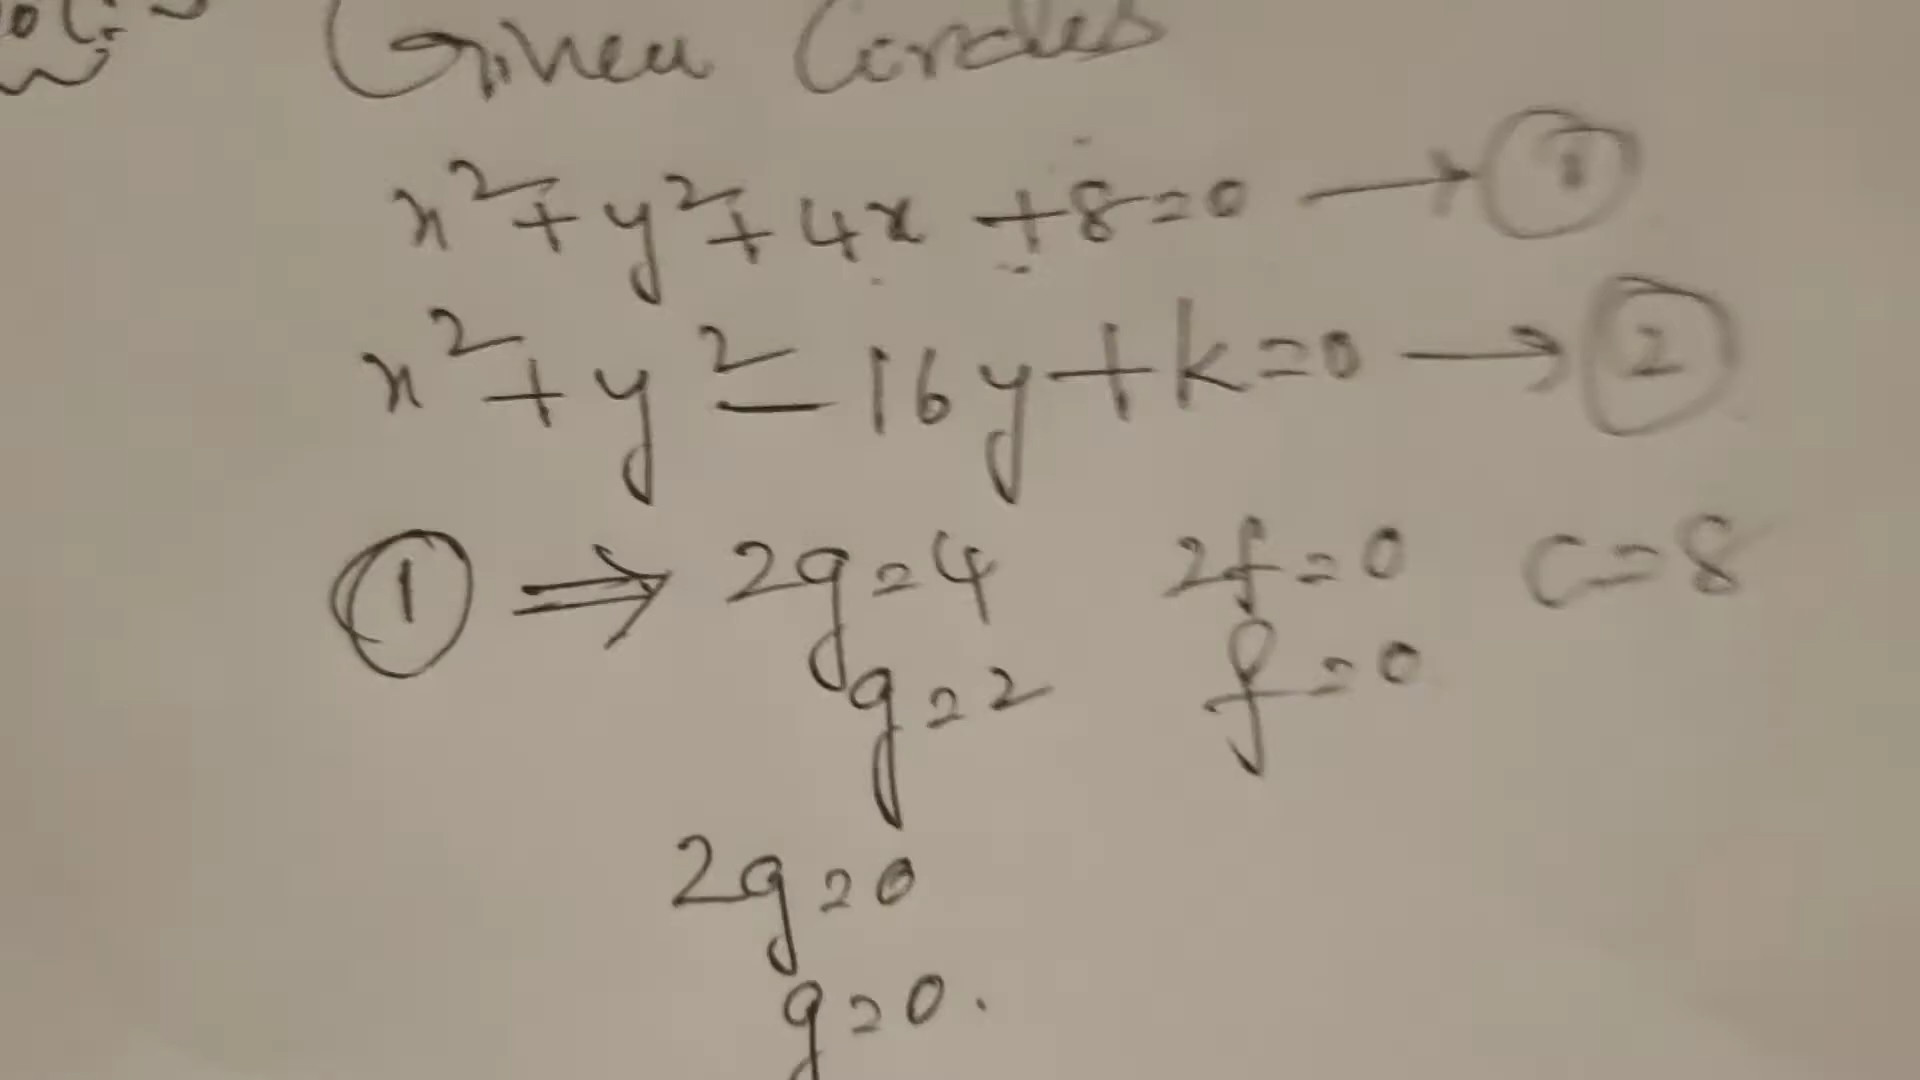 Given Circles
x² + y² + 4x + 8 = 0 → ①
x² + y² − 16y + k = 0 → ②
① ⇒ 2g = 4 2f = 0 c = 8
g = 2 f = 0
2g = 0
g = 0.